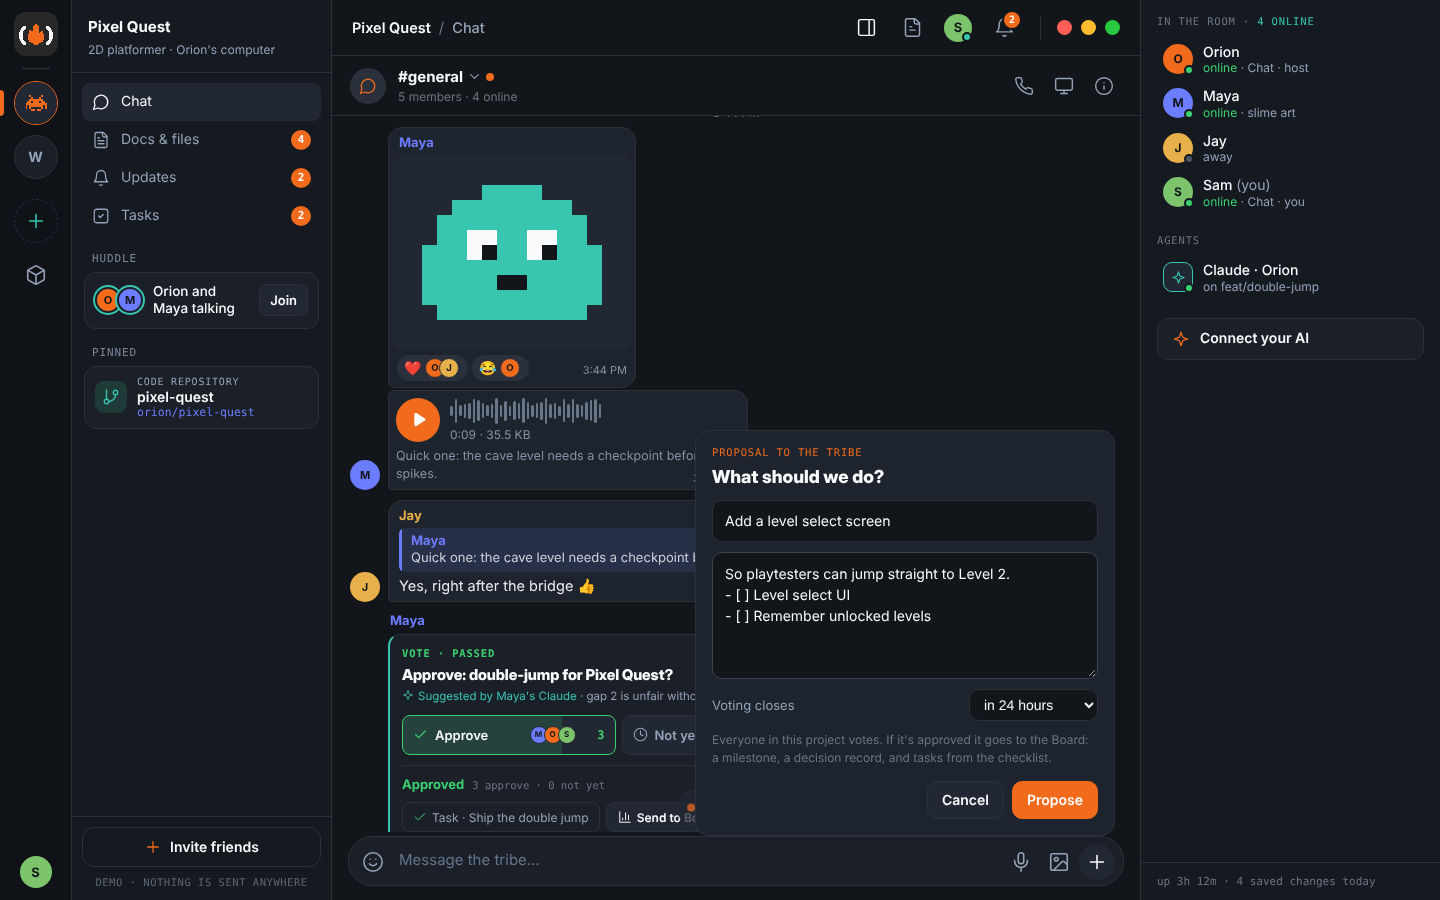 Pixel Quest
2D platformer · Orion's computer
W
Chat
Docs & files 4
Updates 2
Tasks 2
HUDDLE
O M
Orion and
Maya talking
Join
PINNED
CODE REPOSITORY
pixel-quest
orion/pixel-quest
Invite friends
DEMO · NOTHING IS SENT ANYWHERE
S
Pixel Quest / Chat
S
2
#general
5 members · 4 online
Maya
❤️ O J 😂 O
3:44 PM
0:09 · 35.5 KB
Quick one: the cave level needs a checkpoint
spikes.
M
Jay
Maya
Quick one: the cave level needs a checkpoint
Yes, right after the bridge 👍
J
Maya
VOTE · PASSED
Approve: double-jump for Pixel Quest?
Suggested by Maya's Claude · gap 2 is unfair
Approve M O S 3
Not
Approved 3 approve · 0 not yet
Task · Ship the double jump
Send to
PROPOSAL TO THE TRIBE
What should we do?
Add a level select screen
So playtesters can jump straight to Level 2.
- [ ] Level select UI
- [ ] Remember unlocked levels
Voting closes
in 24 hours
Everyone in this project votes. If it's approved it goes to the Board:
a milestone, a decision record, and tasks from the checklist.
Cancel
Propose
Message the tribe...
IN THE ROOM · 4 ONLINE
O
Orion
online · Chat · host
M
Maya
online · slime art
J
Jay
away
S
Sam (you)
online · Chat · you
AGENTS
Claude · Orion
on feat/double-jump
Connect your AI
up 3h 12m · 4 saved changes today